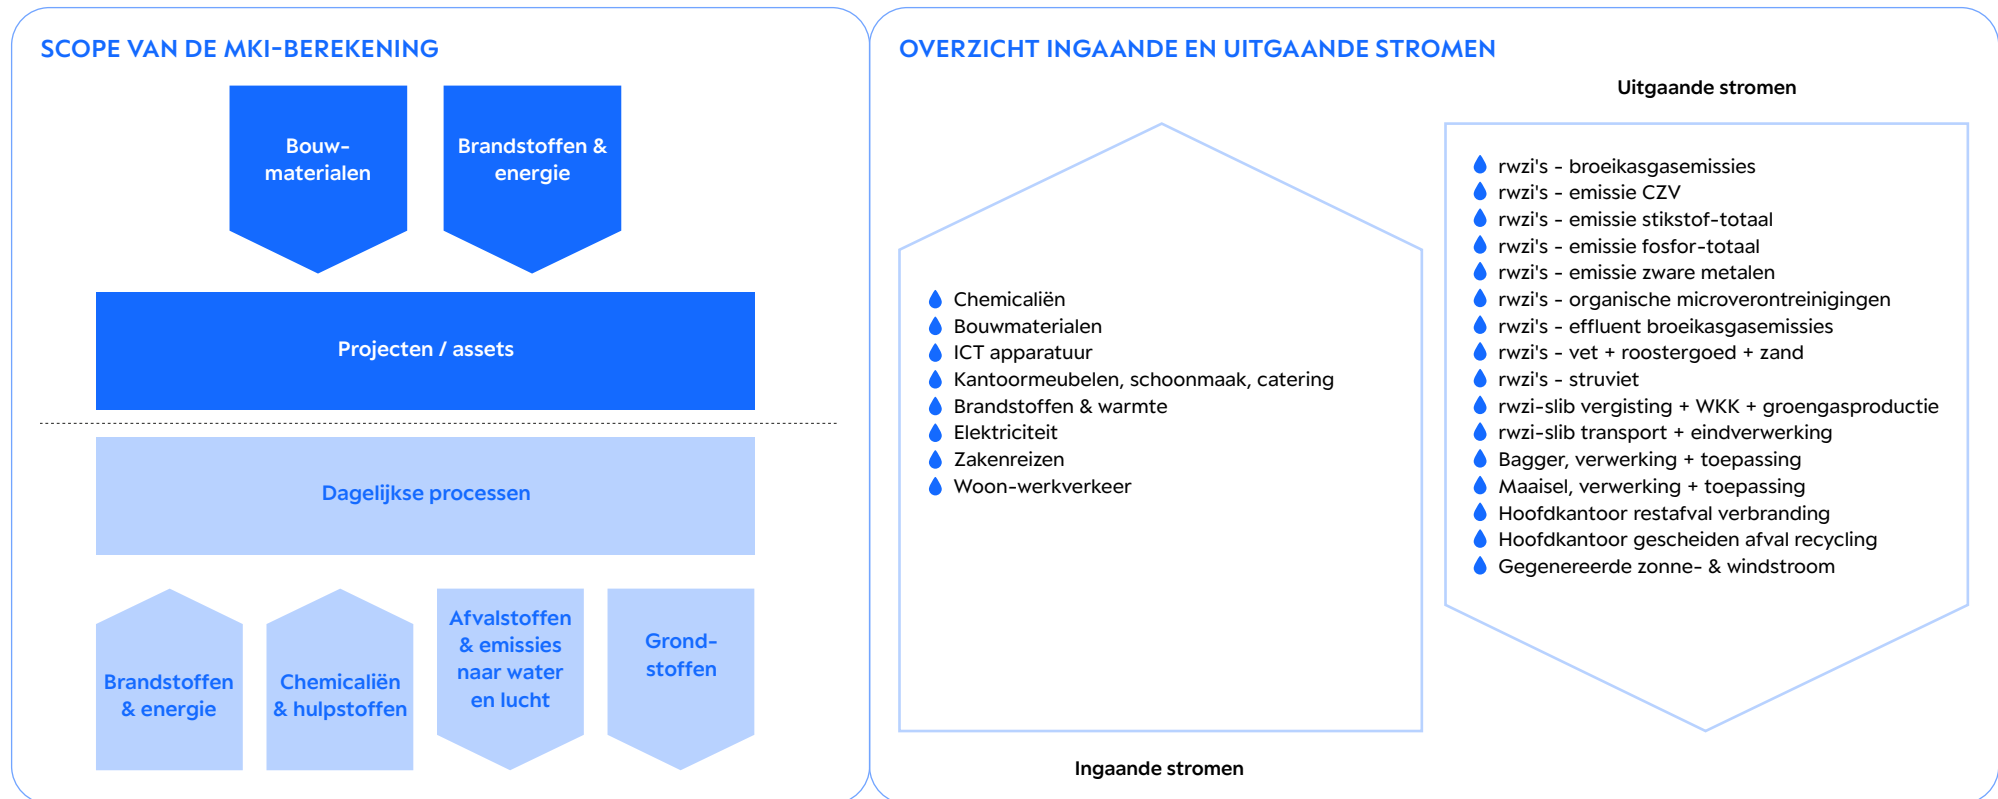 SCOPE VAN DE MKI-BEREKENING
Bouw-
materialen
Brandstoffen &
energie
Projecten / assets
Dagelijkse processen
Brandstoffen
& energie
Chemicaliën
& hulpstoffen
Afvalstoffen
& emissies
naar water
en lucht
Grond-
stoffen
OVERZICHT INGAANDE EN UITGAANDE STROMEN
Chemicaliën
Bouwmaterialen
ICT apparatuur
Kantoormeubelen, schoonmaak, catering
Brandstoffen & warmte
Elektriciteit
Zakenreizen
Woon-werkverkeer
Ingaande stromen
Uitgaande stromen
rwzi's - broeikasgasemissies
rwzi's - emissie CZV
rwzi's - emissie stikstof-totaal
rwzi's - emissie fosfor-totaal
rwzi's - emissie zware metalen
rwzi's - organische microverontreinigingen
rwzi's - effluent broeikasgasemissies
rwzi's - vet + roostergoed + zand
rwzi's - struviet
rwzi-slib vergisting + WKK + groengasproductie
rwzi-slib transport + eindverwerking
Bagger, verwerking + toepassing
Maaisel, verwerking + toepassing
Hoofdkantoor restafval verbranding
Hoofdkantoor gescheiden afval recycling
Gegenereerde zonne- & windstroom